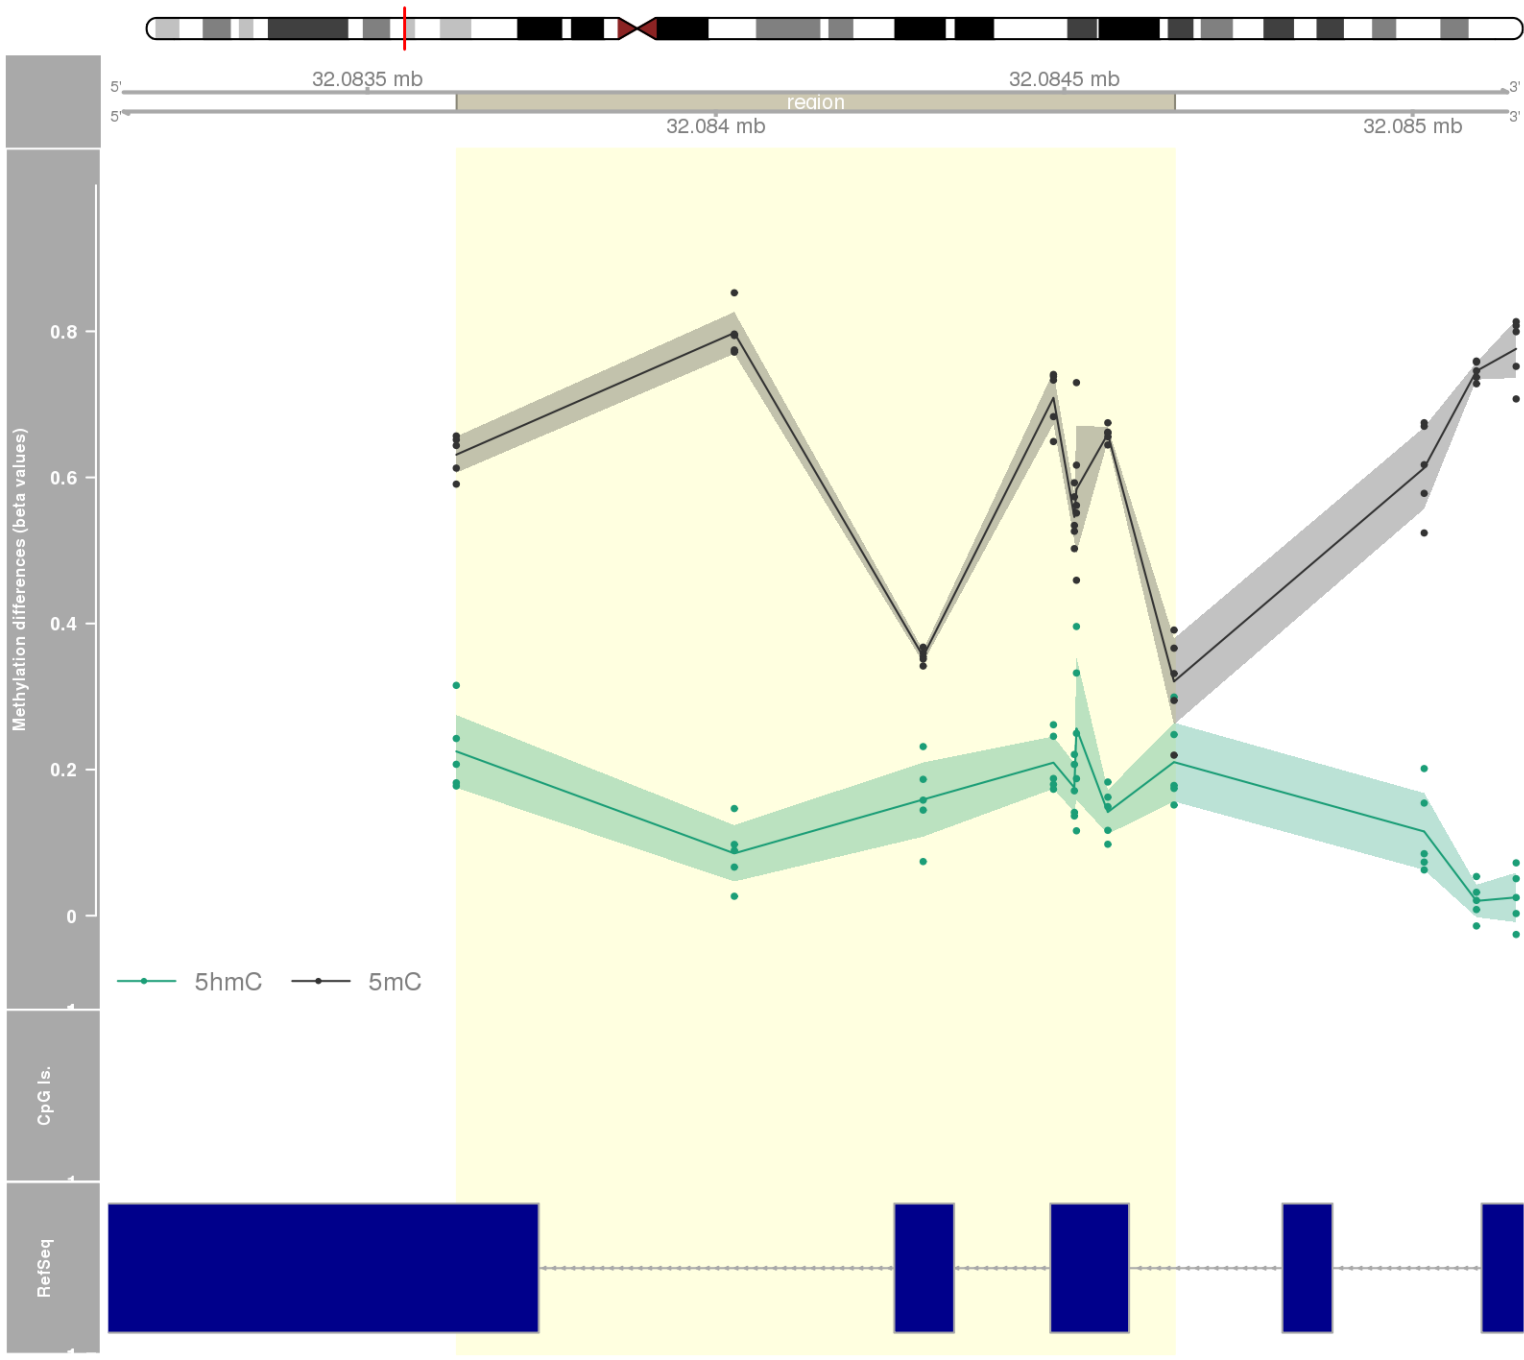 32.0835 mb
32.0845 mb
5'
3'
region
5'
3'
32.084 mb
32.085 mb
Methylation differences (beta values)
0.8
0.6
0.4
0.2
0
5hmC
5mC
CpG Is.
RefSeq